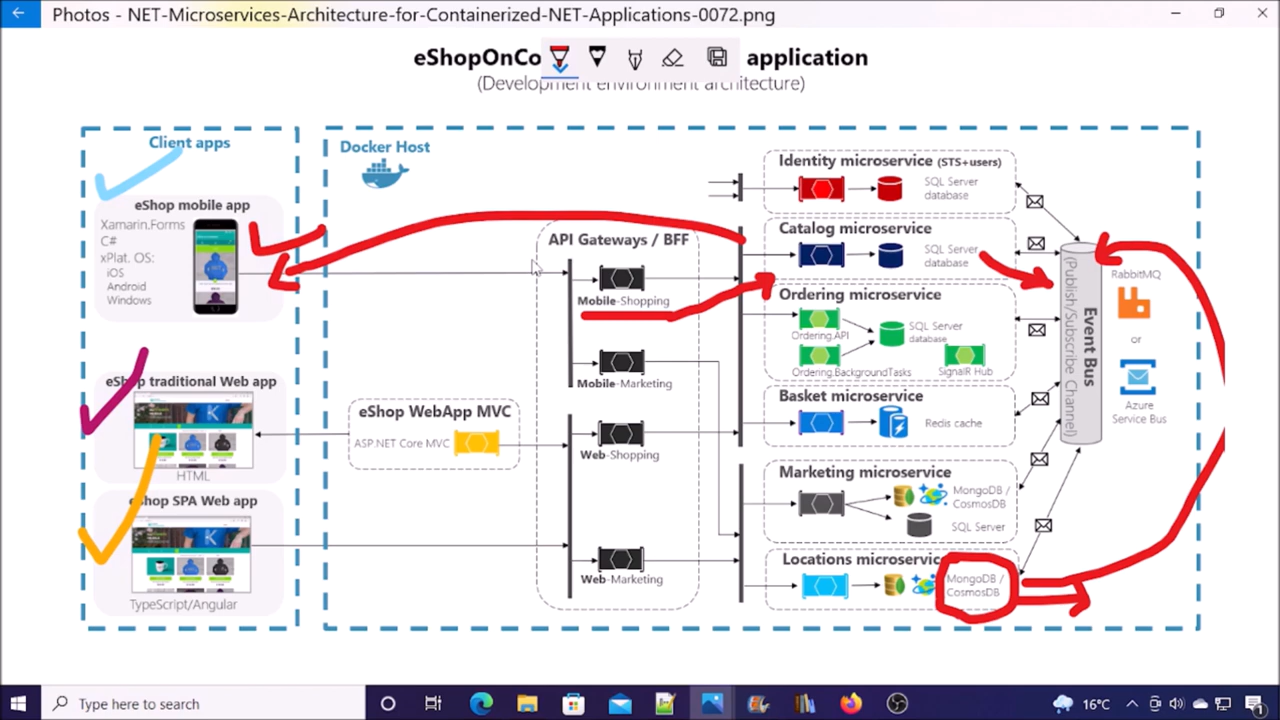 Photos - NET-Microservices-Architecture-for-Containerized-NET-Applications-0072.png
eShopOnCo application
(Development environment architecture)
Client apps
eShop mobile app
Xamarin.Forms
C#
xPlat. OS:
iOS
Android
Windows
eShop traditional Web app
HTML
eShop SPA Web app
TypeScript/Angular
Docker Host
eShop WebApp MVC
ASP.NET Core MVC
API Gateways / BFF
Mobile-Shopping
Mobile-Marketing
Web-Shopping
Web-Marketing
Identity microservice (STS+users)
SQL Server
database
Catalog microservice
SQL Server
database
Ordering microservice
Ordering.API
SQL Server
database
Ordering.BackgroundTasks
SignalR Hub
Basket microservice
Redis cache
Marketing microservice
MongoDB /
CosmosDB
SQL Server
Locations microservic
MongoDB /
CosmosDB
Event Bus
(Publish/Subscribe Channel)
RabbitMQ
or
Azure
Service Bus
Type here to search
16°C
1